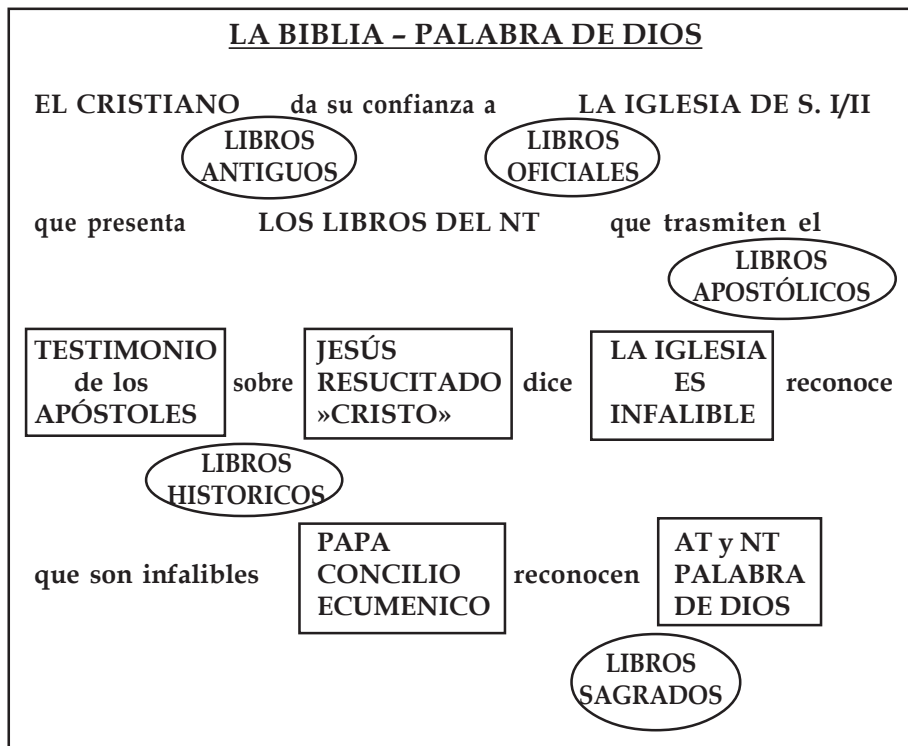 LA BIBLIA – PALABRA DE DIOS
EL CRISTIANO da su confianza a LA IGLESIA DE S. I/II
LIBROS
ANTIGUOS
LIBROS
OFICIALES
que presenta LOS LIBROS DEL NT que trasmiten el
LIBROS
APOSTÓLICOS
TESTIMONIO
de los
APÓSTOLES
sobre
JESÚS
RESUCITADO
»CRISTO»
dice
LA IGLESIA
ES
INFALIBLE
reconoce
LIBROS
HISTORICOS
que son infalibles
PAPA
CONCILIO
ECUMENICO
reconocen
AT y NT
PALABRA
DE DIOS
LIBROS
SAGRADOS